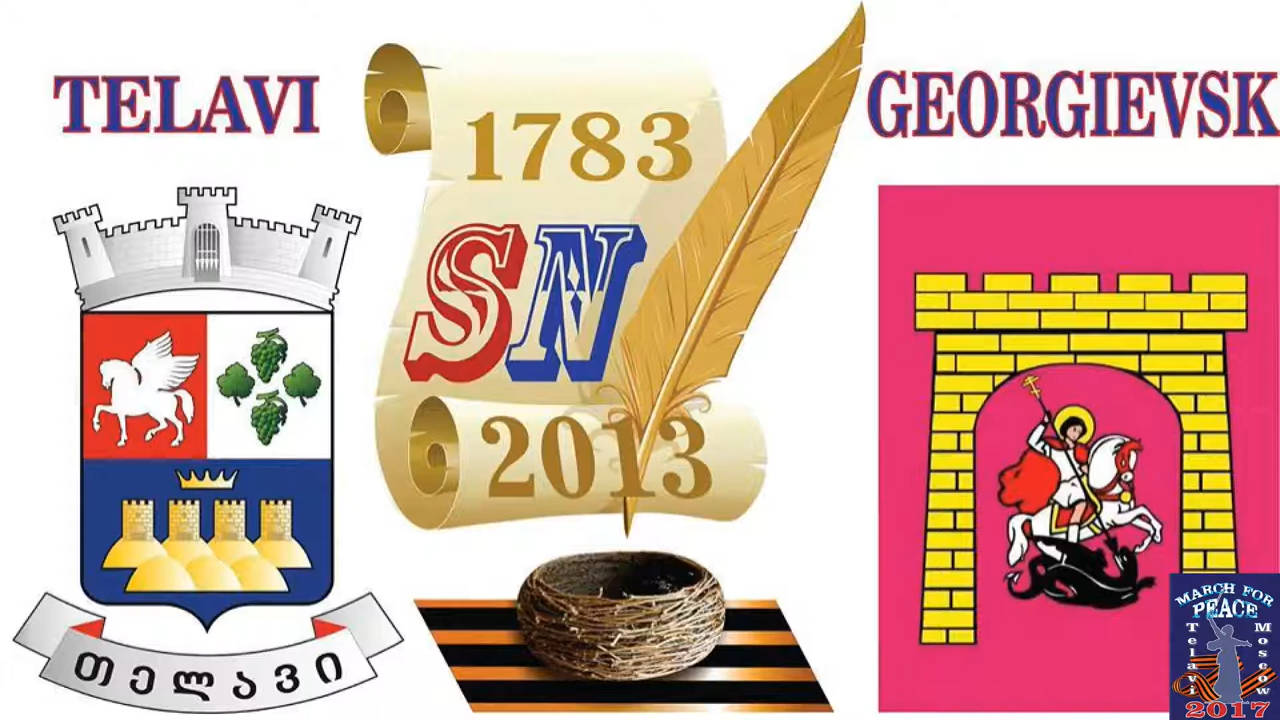 TELAVI
1783
SN
2013
GEORGIEVSK
თელავი
MARCH FOR
PEACE
Telavi
Moscow
2017